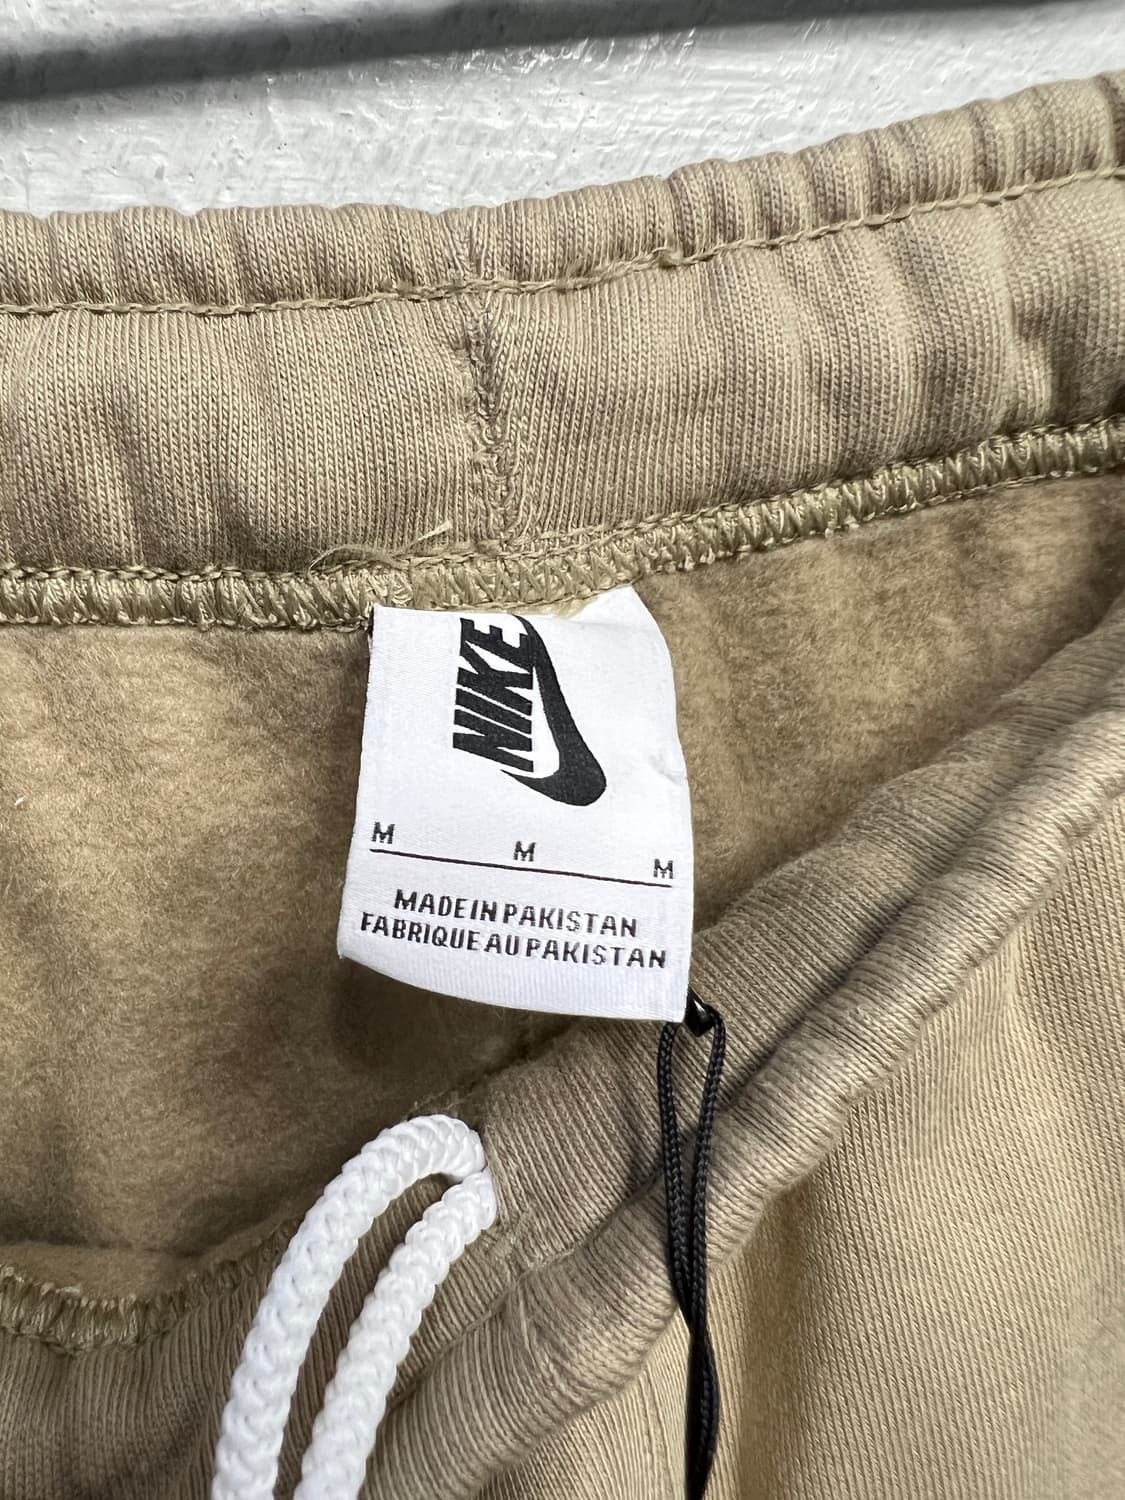 NIKE
M M M
MADE IN PAKISTAN
FABRIQUE AU PAKISTAN